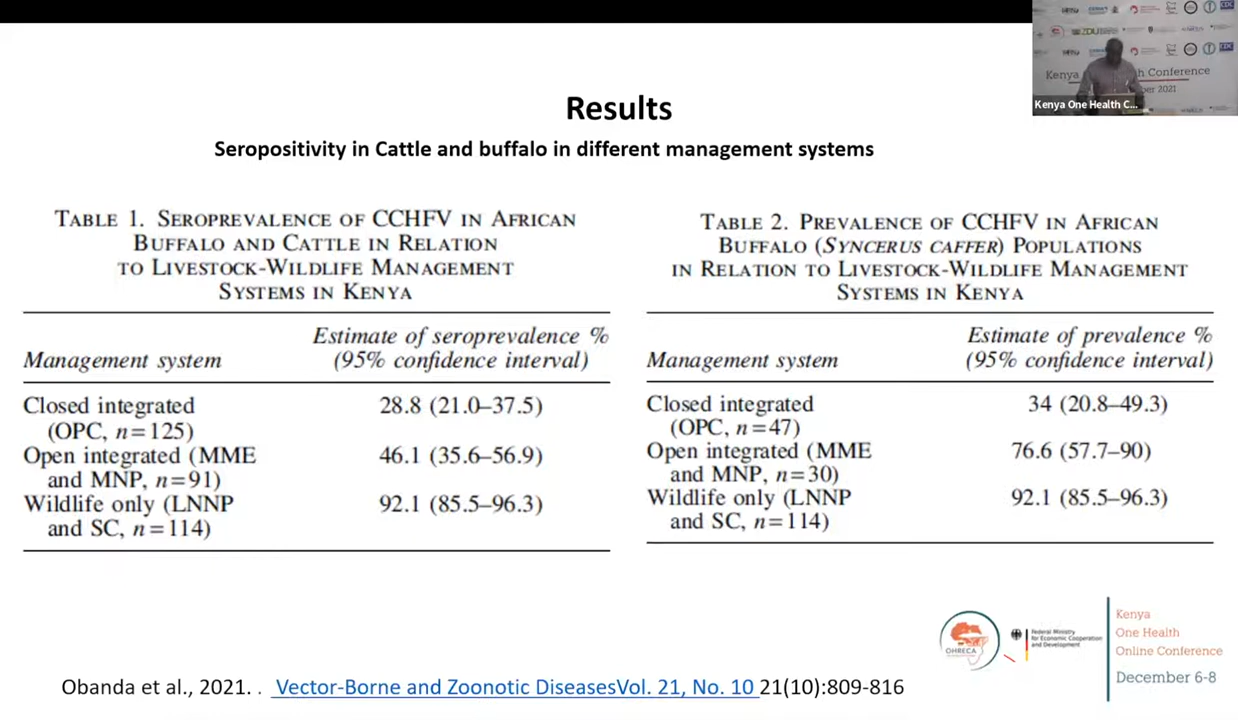 Results
Seropositivity in Cattle and buffalo in different management systems
TABLE 1. SEROPREVALENCE OF CCHFV IN AFRICAN
BUFFALO AND CATTLE IN RELATION
TO LIVESTOCK-WILDLIFE MANAGEMENT
SYSTEMS IN KENYA
Estimate of seroprevalence %
Management system (95% confidence interval)
Closed integrated 28.8 (21.0–37.5)
(OPC, n=125)
Open integrated (MME 46.1 (35.6–56.9)
and MNP, n=91)
Wildlife only (LNNP 92.1 (85.5–96.3)
and SC, n=114)
TABLE 2. PREVALENCE OF CCHFV IN AFRICAN
BUFFALO (SYNCERUS CAFFER) POPULATIONS
IN RELATION TO LIVESTOCK-WILDLIFE MANAGEMENT
SYSTEMS IN KENYA
Estimate of prevalence %
Management system (95% confidence interval)
Closed integrated 34 (20.8–49.3)
(OPC, n=47)
Open integrated (MME 76.6 (57.7–90)
and MNP, n=30)
Wildlife only (LNNP 92.1 (85.5–96.3)
and SC, n=114)
Obanda et al., 2021. . Vector-Borne and Zoonotic DiseasesVol. 21, No. 10 21(10):809-816
OHRECA
Federal Ministry
for Economic Cooperation
and Development
Kenya
One Health
Online Conference
December 6-8
Kenya
h Conference
ber 2021
Kenya One Health C...
ZDU
CDC
CDC